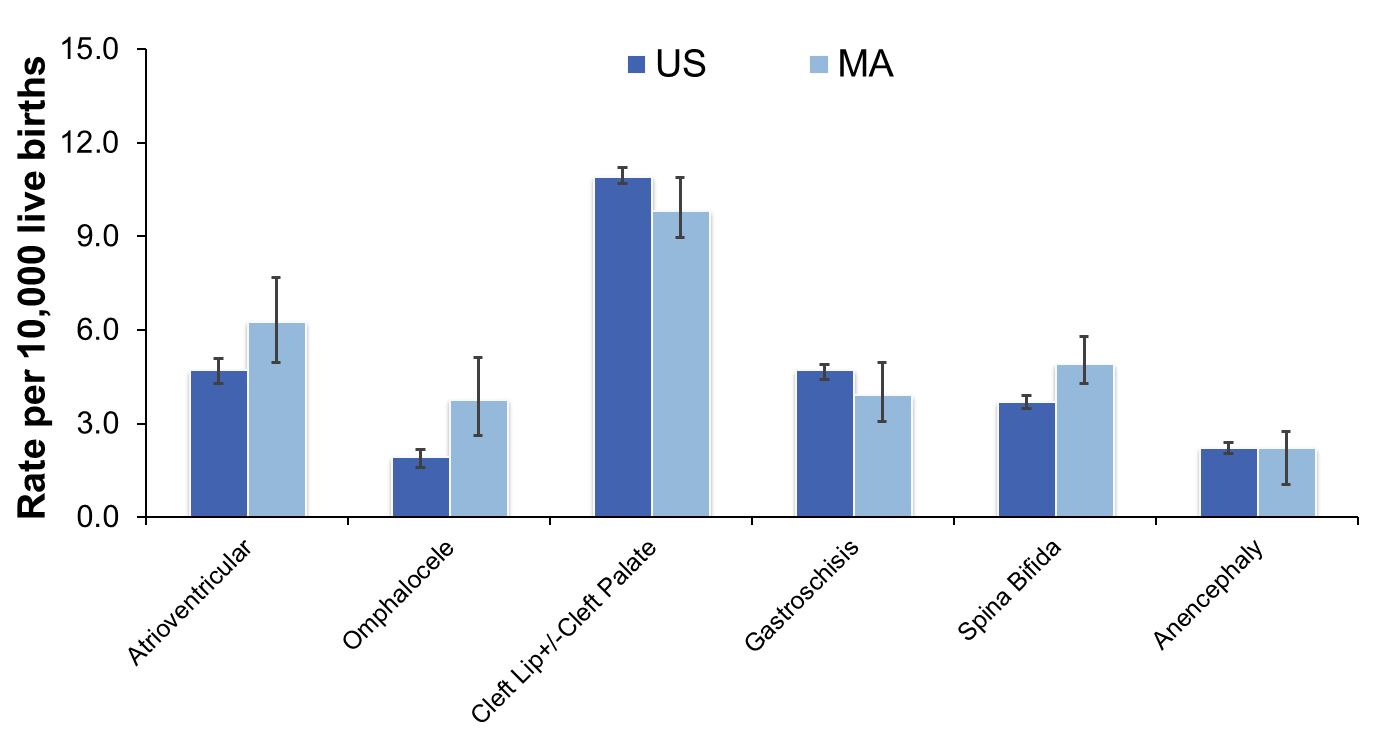 Rate per 10,000 live births
15.0
12.0
9.0
6.0
3.0
0.0
US
MA
Atrioventricular
Omphalocele
Cleft Lip+/-Cleft Palate
Gastroschisis
Spina Bifida
Anencephaly